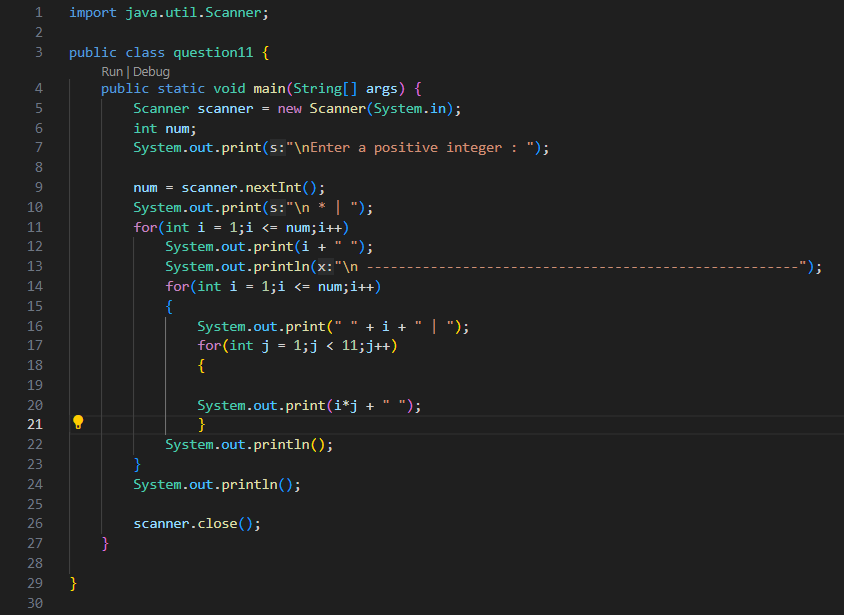 1 import java.util.Scanner;
2
3 public class question11 {
Run | Debug
4 public static void main(String[] args) {
5 Scanner scanner = new Scanner(System.in);
6 int num;
7 System.out.print(s:"\nEnter a positive integer : ");
8
9 num = scanner.nextInt();
10 System.out.print(s:"\n * | ");
11 for(int i = 1;i <= num;i++)
12 System.out.print(i + " ");
13 System.out.println(x:"\n ------------------------------------------------------");
14 for(int i = 1;i <= num;i++)
15 {
16 System.out.print(" " + i + " | ");
17 for(int j = 1;j < 11;j++)
18 {
19
20 System.out.print(i*j + " ");
21 }
22 System.out.println();
23 }
24 System.out.println();
25
26 scanner.close();
27 }
28
29 }
30